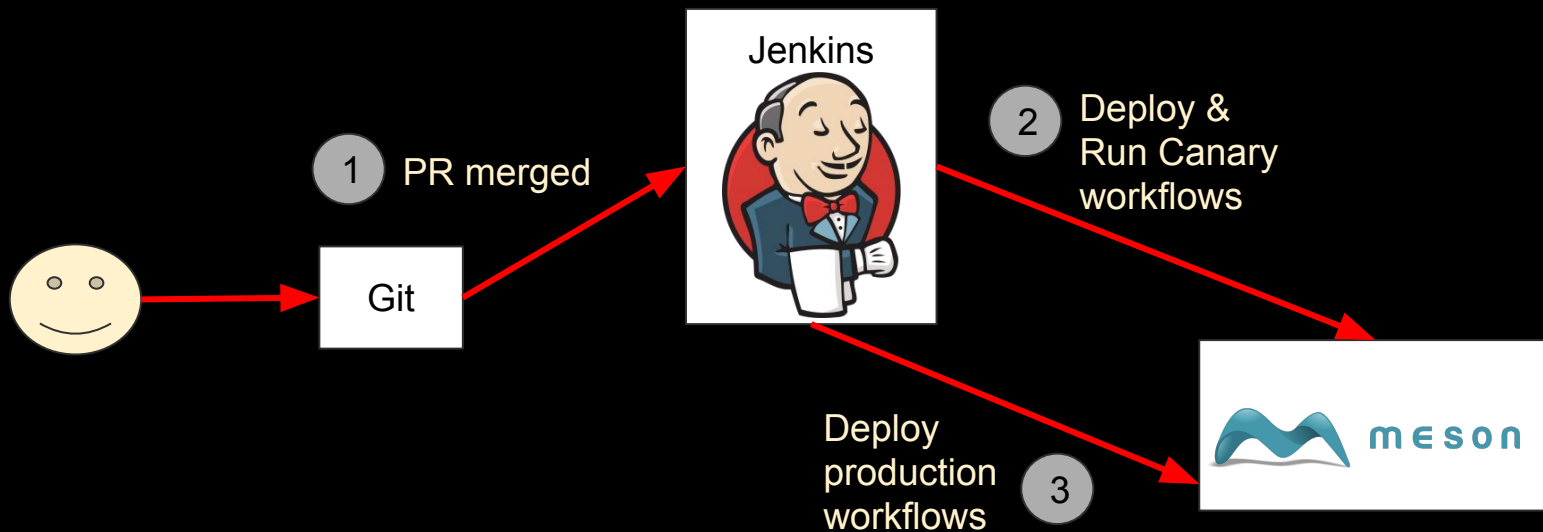 Jenkins
1
PR merged
2
Deploy &
Run Canary
workflows
Git
meson
Deploy
production
workflows
3